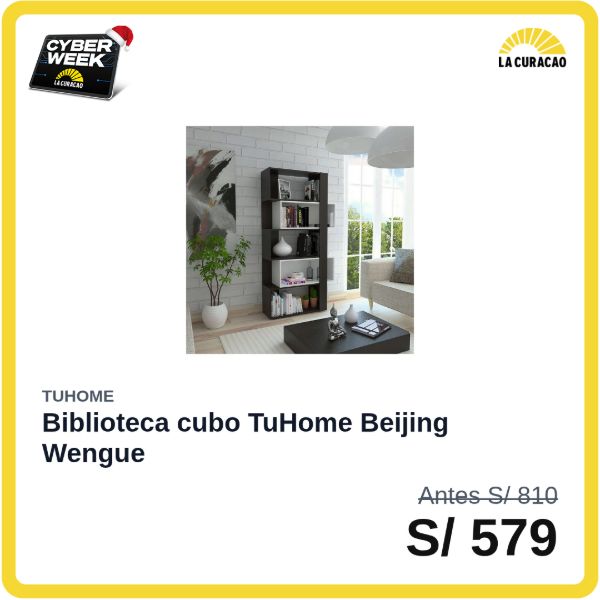 CYBER
WEEK
LA CURACAO
LA CURACAO
TUHOME
Biblioteca cubo TuHome Beijing
Wengue
Antes S/ 810
S/ 579